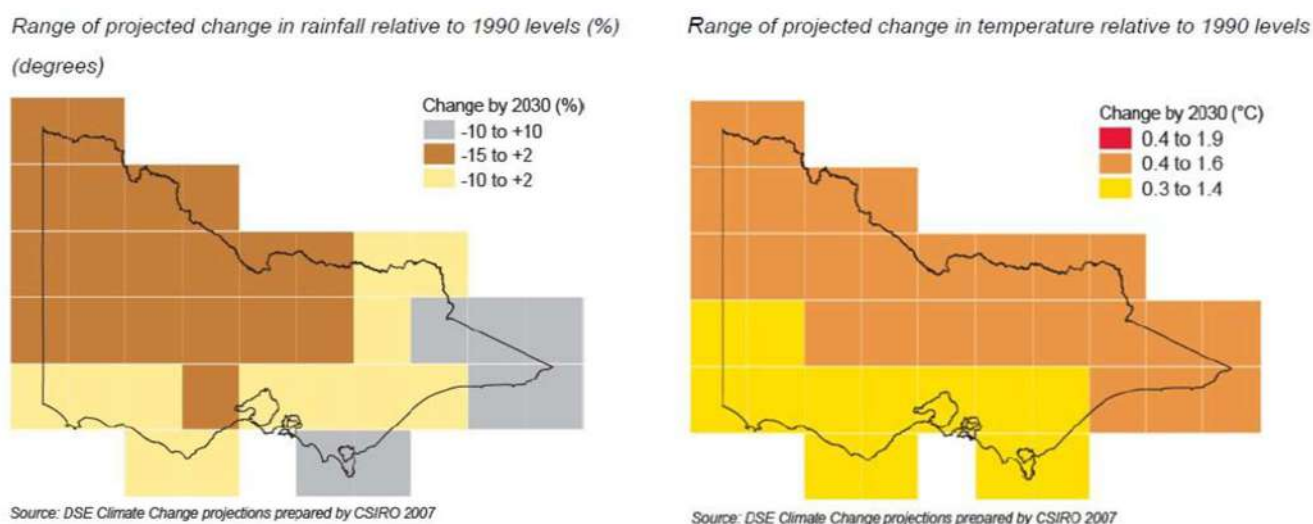 Range of projected change in rainfall relative to 1990 levels (%)
(degrees)
Change by 2030 (%)
-10 to +10
-15 to +2
-10 to +2
Source: DSE Climate Change projections prepared by CSIRO 2007
Range of projected change in temperature relative to 1990 levels
Change by 2030 (°C)
0.4 to 1.9
0.4 to 1.6
0.3 to 1.4
Source: DSE Climate Change projections prepared by CSIRO 2007